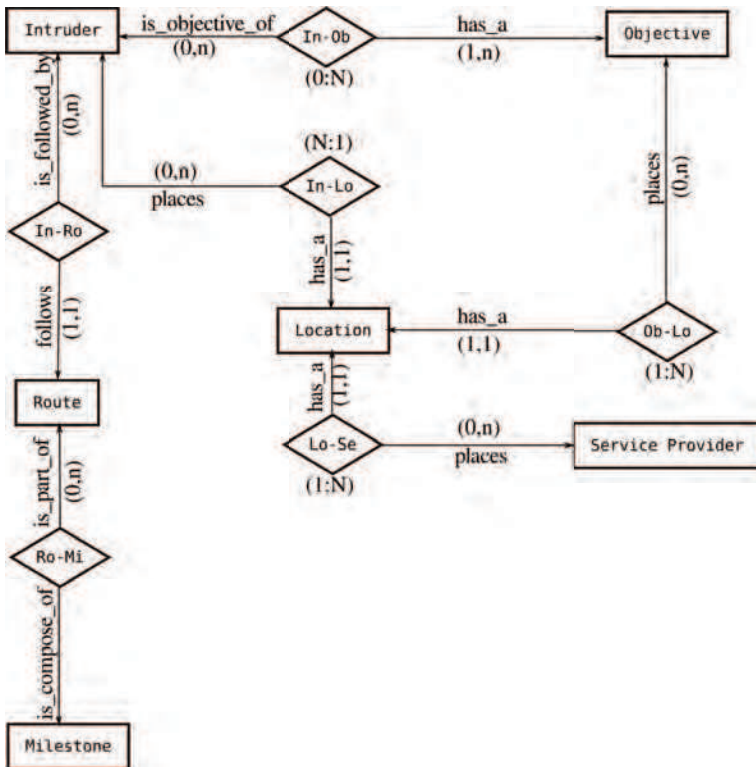 Intruder
is_objective_of
(0,n)
In-Ob
(0:N)
has_a
(1,n)
Objective
is_followed_by
(0,n)
(0,n)
places
(N:1)
In-Lo
has_a
(1,1)
places
(0,n)
In-Ro
follows
(1,1)
Location
has_a
(1,1)
Ob-Lo
(1:N)
has_a
(1,1)
Route
Lo-Se
(1:N)
(0,n)
places
Service Provider
is_part_of
(0,n)
Ro-Mi
is_compose_of
Milestone